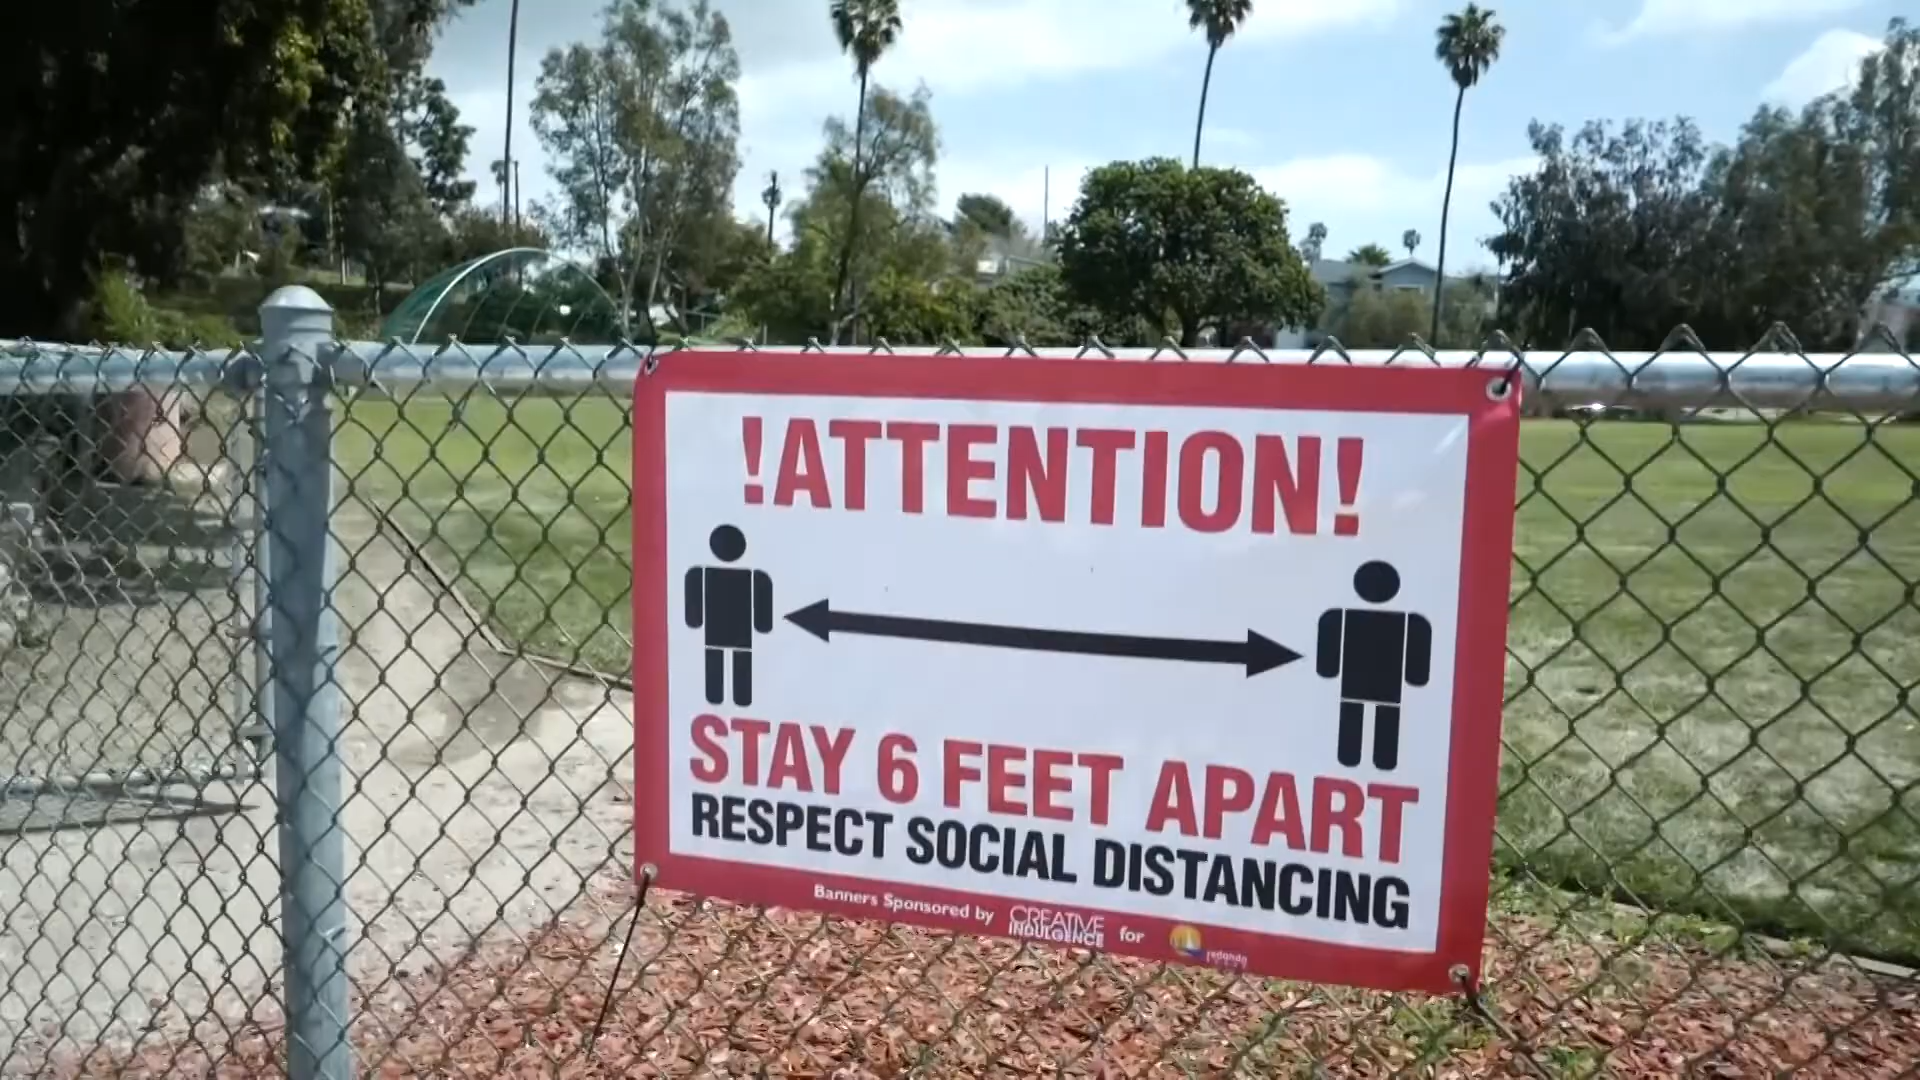 !ATTENTION!
STAY 6 FEET APART
RESPECT SOCIAL DISTANCING
Banners Sponsored by CREATIVE INDULGENCE for redondo